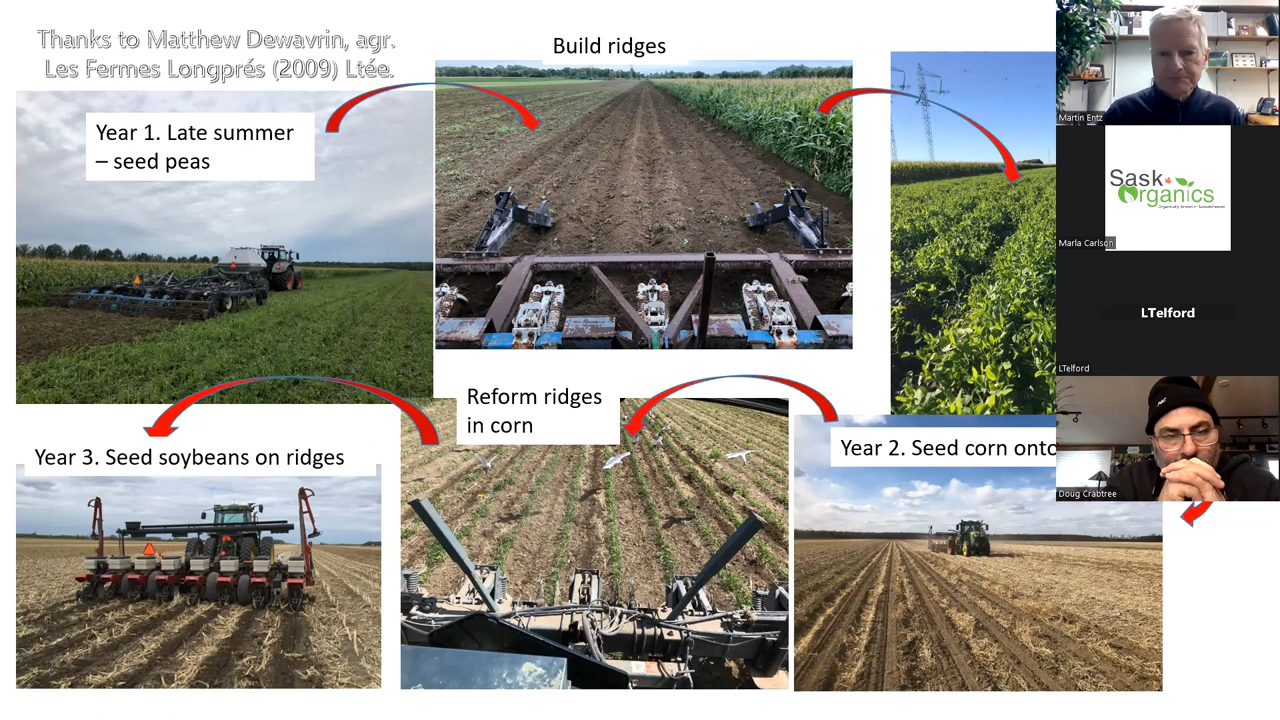 Thanks to Matthew Dewavrin, agr.
Les Fermes Longprés (2009) Ltée.
Build ridges
Year 1. Late summer
– seed peas
Reform ridges
in corn
Year 2. Seed corn onto
Year 3. Seed soybeans on ridges
Martin Entz
Sask
Organics
Marla Carlson
LTelford
LTelford
Doug Crabtree